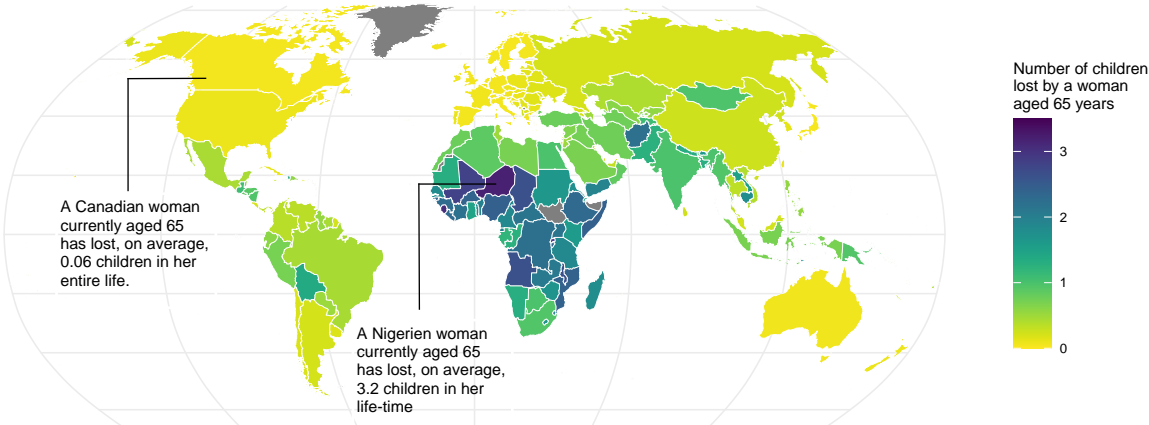 Number of children
lost by a woman
aged 65 years
3
2
1
0
A Canadian woman
currently aged 65
has lost, on average,
0.06 children in her
entire life.
A Nigerien woman
currently aged 65
has lost, on average,
3.2 children in her
life-time